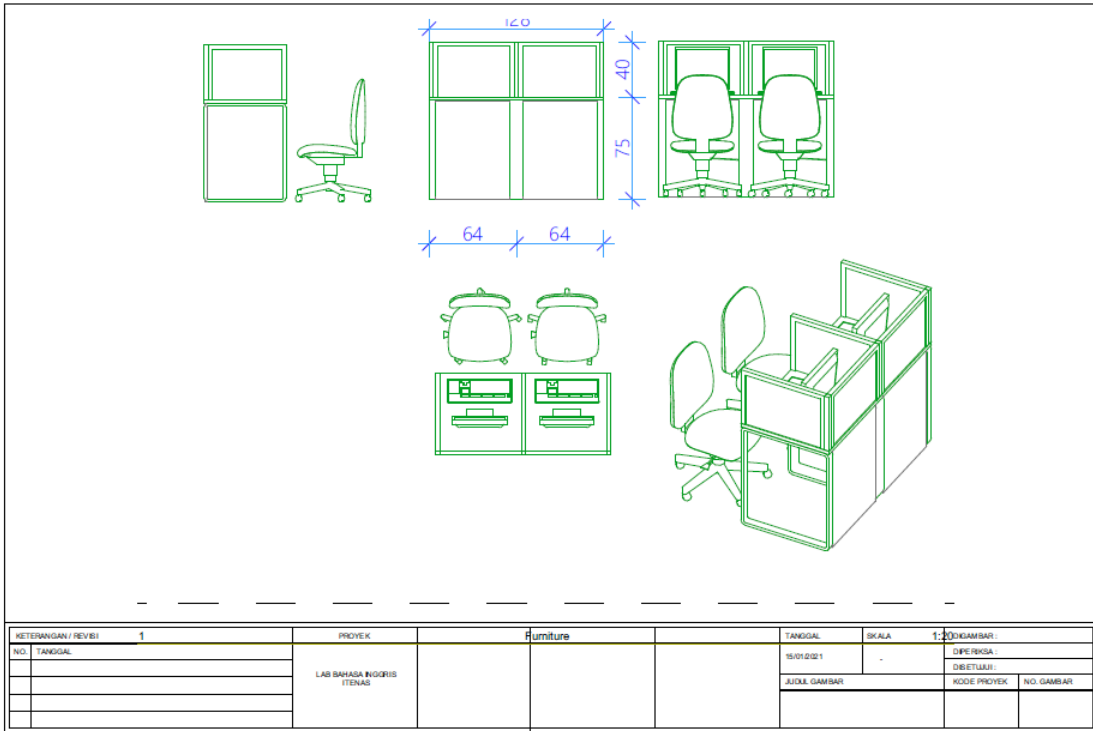 128
40
75
64 64
KETERANGAN / REVISI 1 PROYEK Furniture TANGGAL SKALA 1:20 DIGAMBAR :
NO. TANGGAL 15/01/2021 - DIPERIKSA :
LAB BAHASA INGGRIS
ITENAS
DISETUJUI :
JUDUL GAMBAR KODE PROYEK NO. GAMBAR